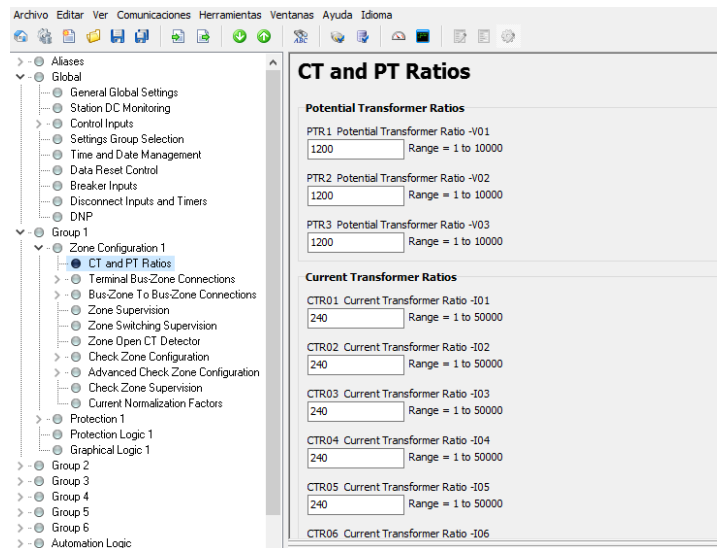 Archivo Editar Ver Comunicaciones Herramientas Ventanas Ayuda Idioma
ABC
Aliases
Global
General Global Settings
Station DC Monitoring
Control Inputs
Settings Group Selection
Time and Date Management
Data Reset Control
Breaker Inputs
Disconnect Inputs and Timers
DNP
Group 1
Zone Configuration 1
CT and PT Ratios
Terminal Bus-Zone Connections
Bus-Zone To Bus-Zone Connections
Zone Supervision
Zone Switching Supervision
Zone Open CT Detector
Check Zone Configuration
Advanced Check Zone Configuration
Check Zone Supervision
Current Normalization Factors
Protection 1
Protection Logic 1
Graphical Logic 1
Group 2
Group 3
Group 4
Group 5
Group 6
Automation Logic
CT and PT Ratios
Potential Transformer Ratios
PTR1 Potential Transformer Ratio -V01
1200 Range = 1 to 10000
PTR2 Potential Transformer Ratio -V02
1200 Range = 1 to 10000
PTR3 Potential Transformer Ratio -V03
1200 Range = 1 to 10000
Current Transformer Ratios
CTR01 Current Transformer Ratio -I01
240 Range = 1 to 50000
CTR02 Current Transformer Ratio -I02
240 Range = 1 to 50000
CTR03 Current Transformer Ratio -I03
240 Range = 1 to 50000
CTR04 Current Transformer Ratio -I04
240 Range = 1 to 50000
CTR05 Current Transformer Ratio -I05
240 Range = 1 to 50000
CTR06 Current Transformer Ratio -I06